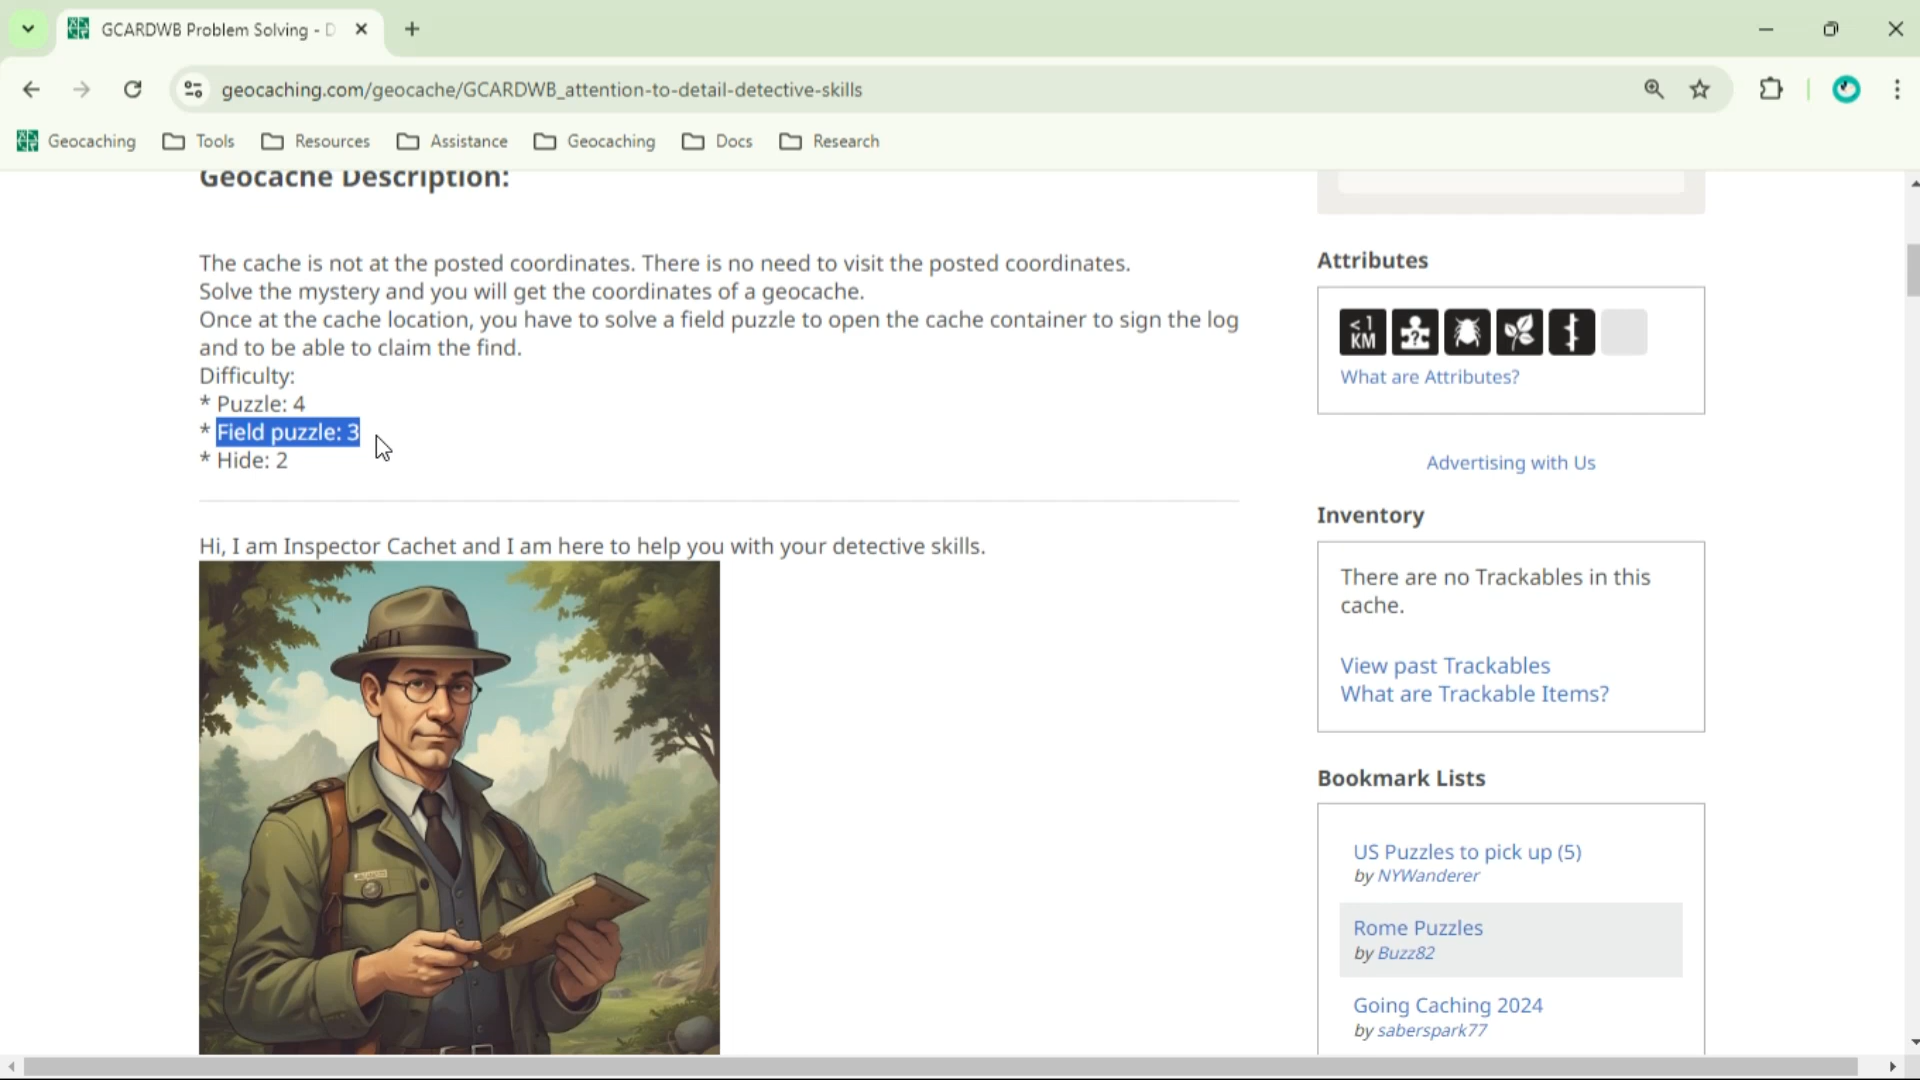 GCARDWB Problem Solving - D
geocaching.com/geocache/GCARDWB_attention-to-detail-detective-skills
Geocaching
Tools
Resources
Assistance
Geocaching
Docs
Research
Geocache Description:
The cache is not at the posted coordinates. There is no need to visit the posted coordinates.
Solve the mystery and you will get the coordinates of a geocache.
Once at the cache location, you have to solve a field puzzle to open the cache container to sign the log
and to be able to claim the find.
Difficulty:
* Puzzle: 4
* Field puzzle: 3
* Hide: 2
Hi, I am Inspector Cachet and I am here to help you with your detective skills.
Attributes
<1
KM
?
What are Attributes?
Advertising with Us
Inventory
There are no Trackables in this
cache.
View past Trackables
What are Trackable Items?
Bookmark Lists
US Puzzles to pick up (5)
by NYWanderer
Rome Puzzles
by Buzz82
Going Caching 2024
by saberspark77